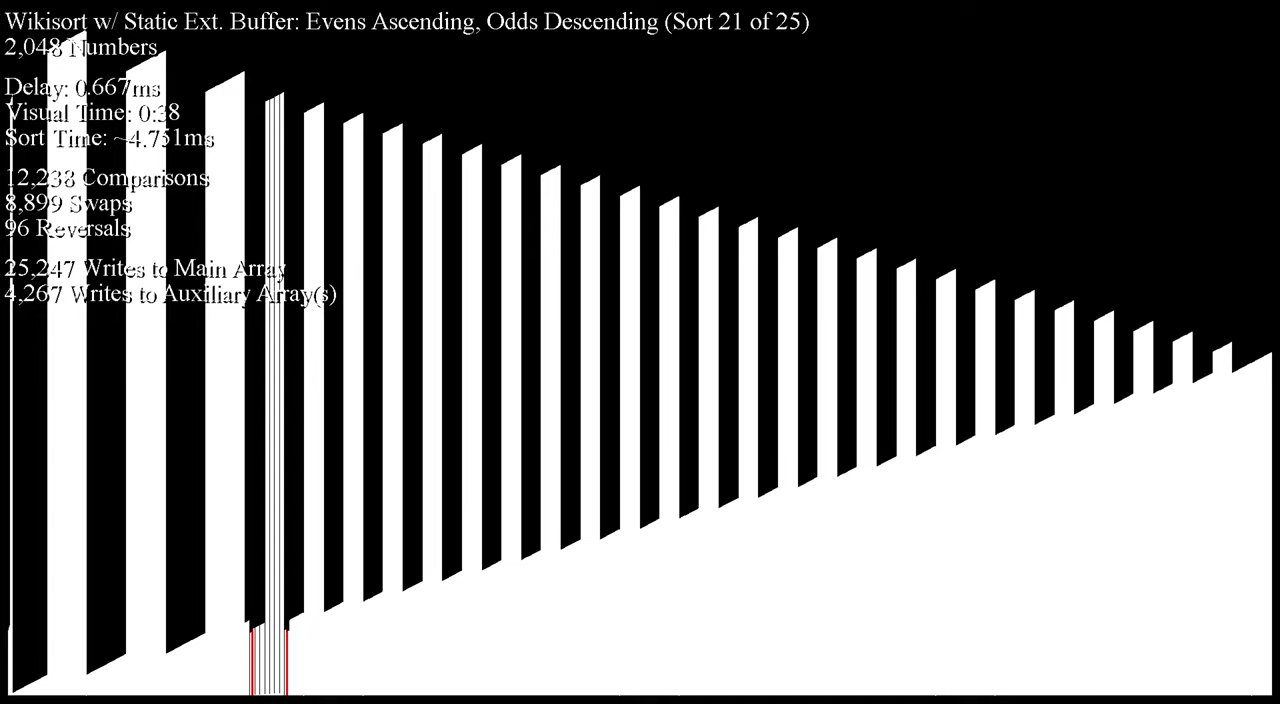 Wikisort w/ Static Ext. Buffer: Evens Ascending, Odds Descending (Sort 21 of 25)
2,048 Numbers
Delay: 0.667ms
Visual Time: 0:38
Sort Time: ~4.751ms
12,238 Comparisons
8,899 Swaps
96 Reversals
25,247 Writes to Main Array
4,267 Writes to Auxiliary Array(s)